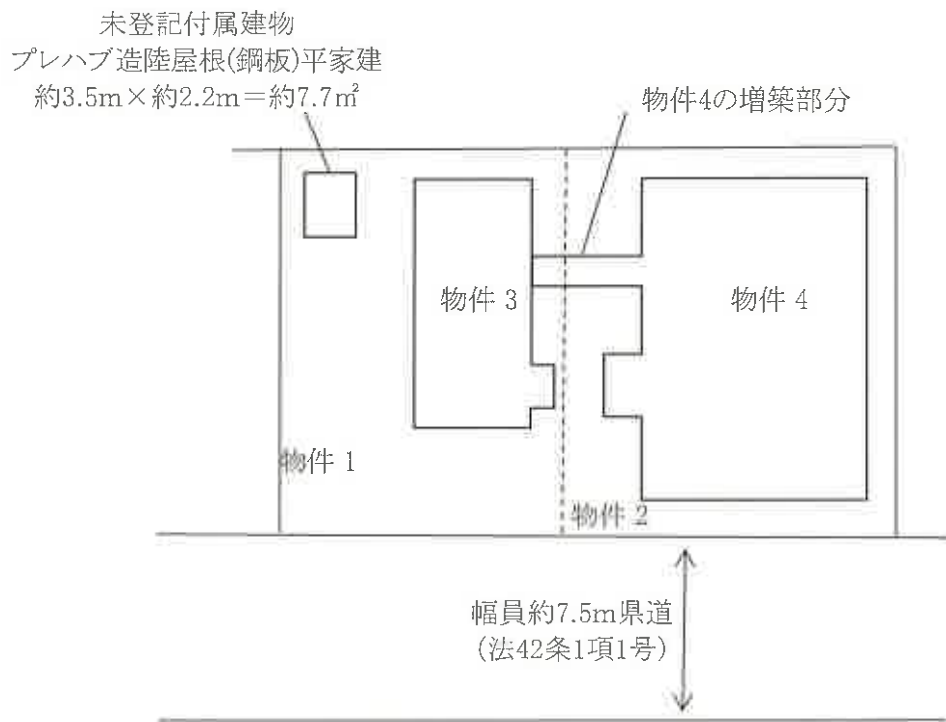 未登記付属建物
プレハブ造陸屋根(鋼板)平家建
約3.5m×約2.2m＝約7.7㎡
物件4の増築部分
物件 3
物件 4
物件 1
物件 2
幅員約7.5m県道
(法42条1項1号)